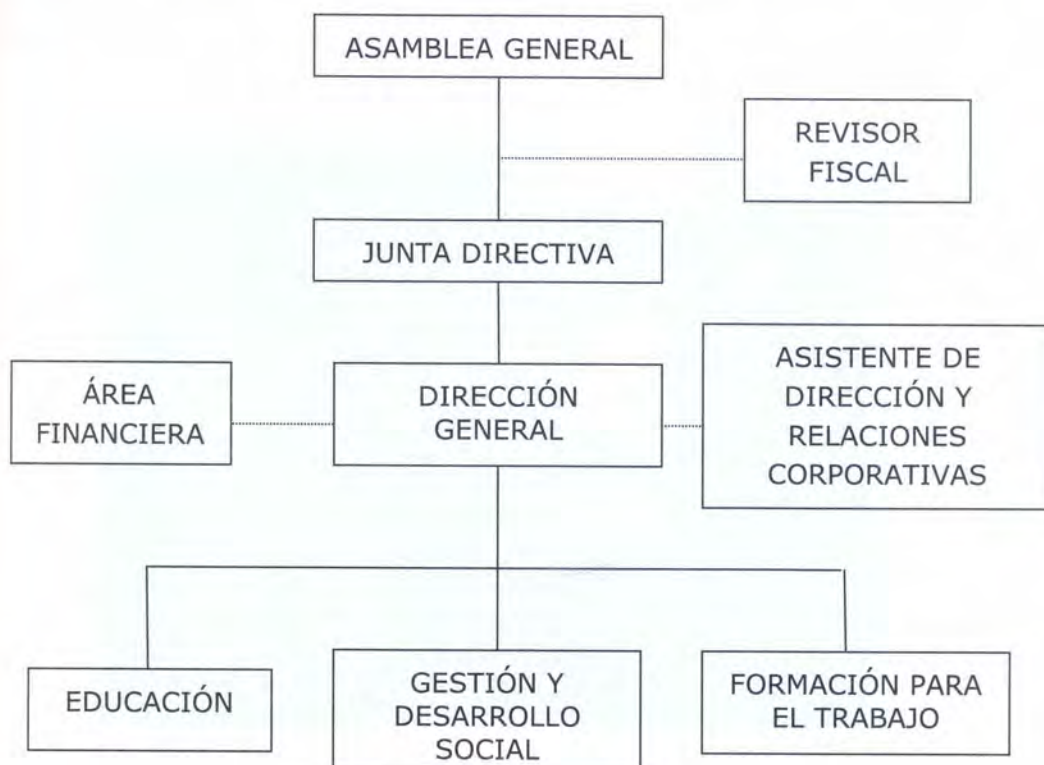 ASAMBLEA GENERAL
REVISOR
FISCAL
JUNTA DIRECTIVA
ÁREA
FINANCIERA
DIRECCIÓN
GENERAL
ASISTENTE DE
DIRECCIÓN Y
RELACIONES
CORPORATIVAS
EDUCACIÓN
GESTIÓN Y
DESARROLLO
SOCIAL
FORMACIÓN PARA
EL TRABAJO